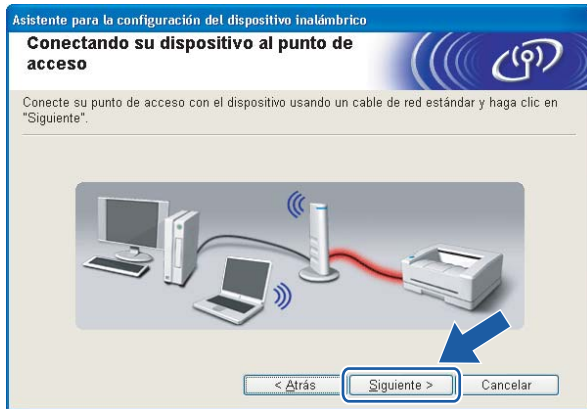 Asistente para la configuración del dispositivo inalámbrico
Conectando su dispositivo al punto de
acceso
Conecte su punto de acceso con el dispositivo usando un cable de red estándar y haga clic en
"Siguiente".
< Atrás
Siguiente >
Cancelar